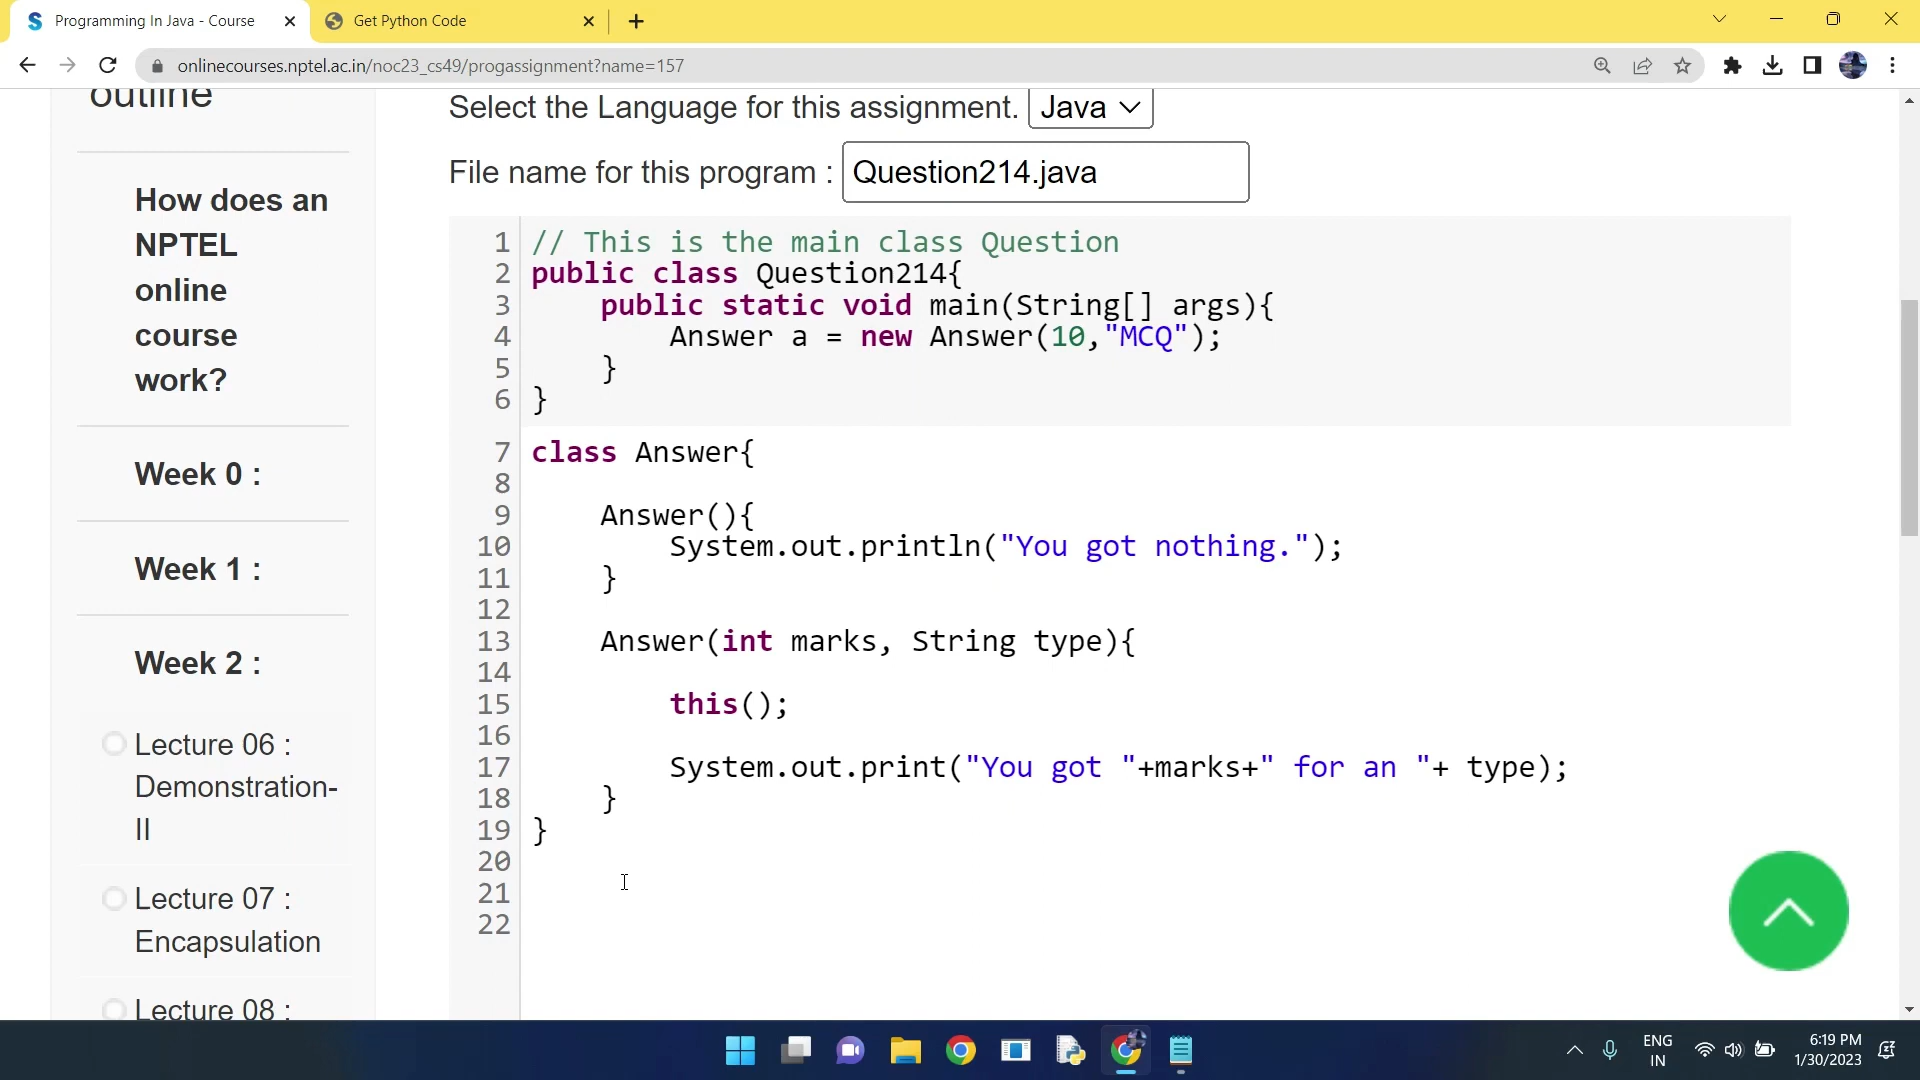 Programming In Java - Course
Get Python Code
onlinecourses.nptel.ac.in/noc23_cs49/progassignment?name=157
outline
How does an
NPTEL
online
course
work?
Week 0 :
Week 1 :
Week 2 :
Lecture 06 :
Demonstration-
II
Lecture 07 :
Encapsulation
Lecture 08 :
Select the Language for this assignment. Java
File name for this program : Question214.java
1 // This is the main class Question
2 public class Question214{
3 public static void main(String[] args){
4 Answer a = new Answer(10,"MCQ");
5 }
6 }
7 class Answer{
8
9 Answer(){
10 System.out.println("You got nothing.");
11 }
12
13 Answer(int marks, String type){
14
15 this();
16
17 System.out.print("You got "+marks+" for an "+ type);
18 }
19 }
20
21
22
ENG
IN
6:19 PM
1/30/2023